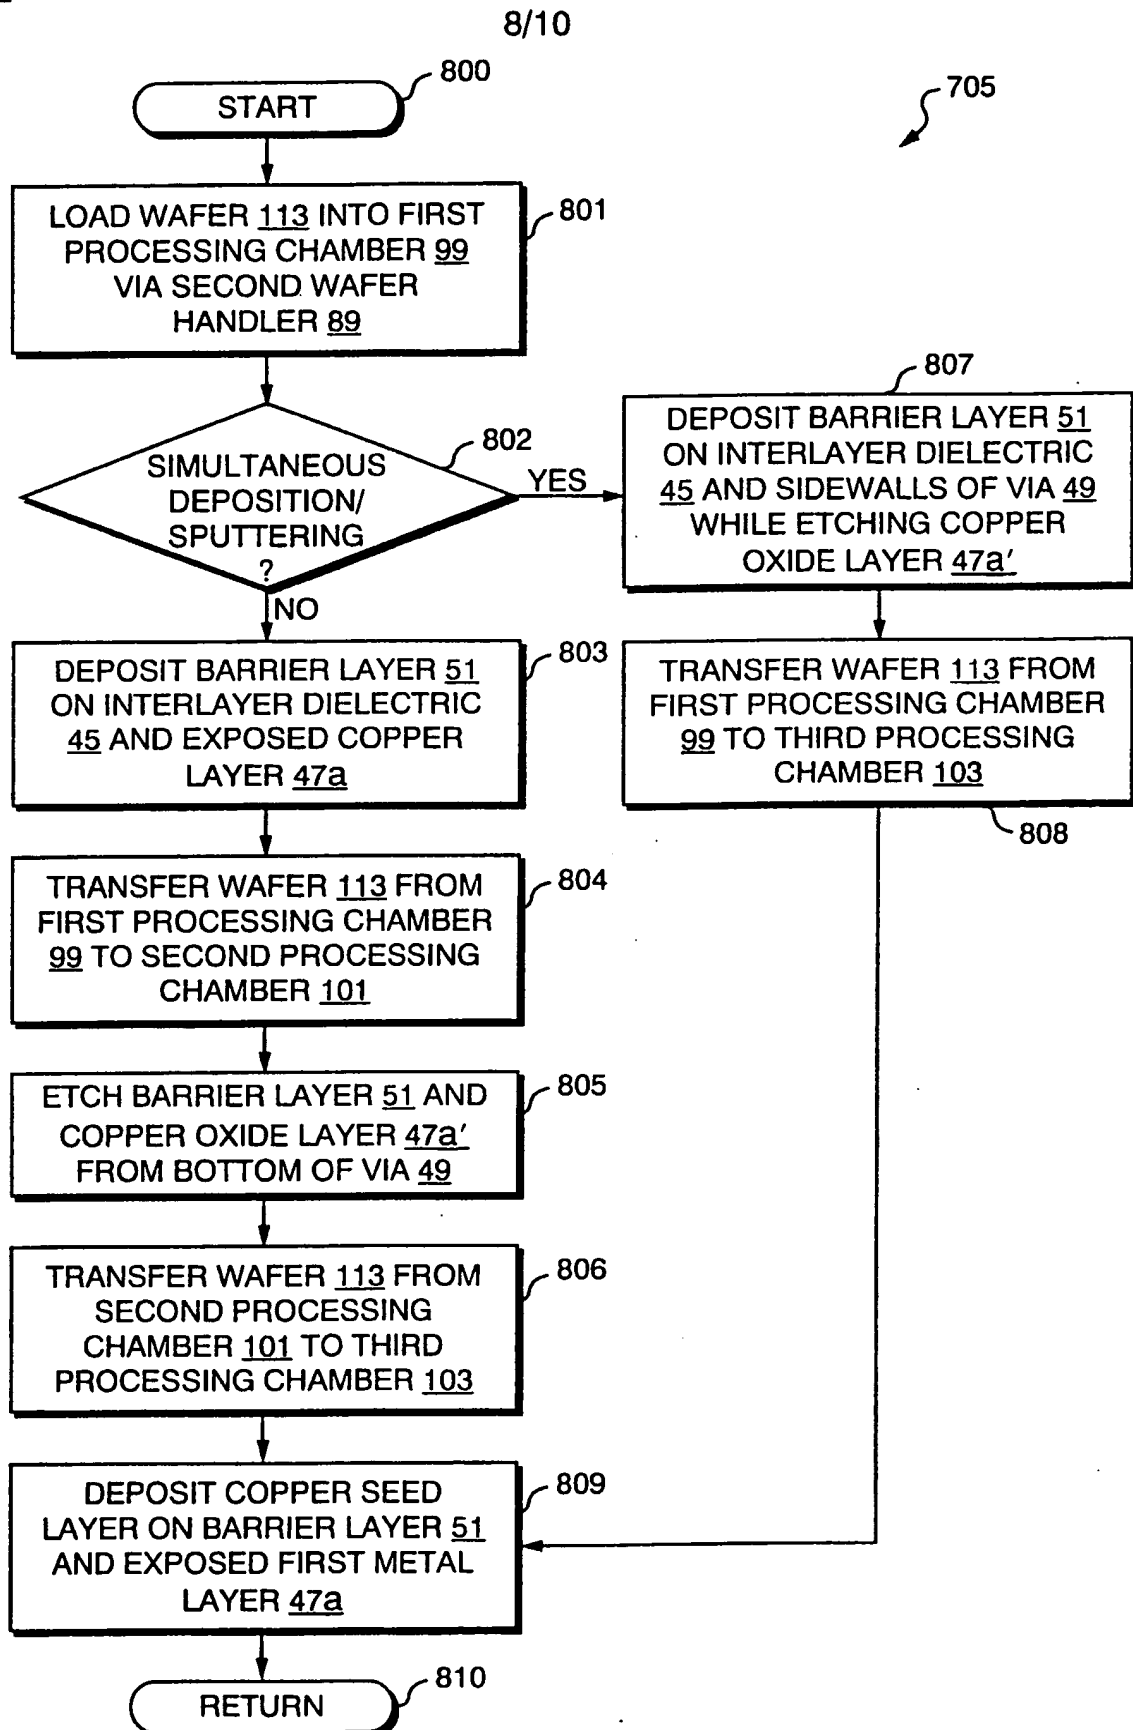 8/10
START
800
705
LOAD WAFER 113 INTO FIRST
PROCESSING CHAMBER 99
VIA SECOND WAFER
HANDLER 89
801
SIMULTANEOUS
DEPOSITION/
SPUTTERING
?
802
YES
NO
807
DEPOSIT BARRIER LAYER 51
ON INTERLAYER DIELECTRIC
45 AND SIDEWALLS OF VIA 49
WHILE ETCHING COPPER
OXIDE LAYER 47a'
DEPOSIT BARRIER LAYER 51
ON INTERLAYER DIELECTRIC
45 AND EXPOSED COPPER
LAYER 47a
803
TRANSFER WAFER 113 FROM
FIRST PROCESSING CHAMBER
99 TO THIRD PROCESSING
CHAMBER 103
808
TRANSFER WAFER 113 FROM
FIRST PROCESSING CHAMBER
99 TO SECOND PROCESSING
CHAMBER 101
804
ETCH BARRIER LAYER 51 AND
COPPER OXIDE LAYER 47a'
FROM BOTTOM OF VIA 49
805
TRANSFER WAFER 113 FROM
SECOND PROCESSING
CHAMBER 101 TO THIRD
PROCESSING CHAMBER 103
806
DEPOSIT COPPER SEED
LAYER ON BARRIER LAYER 51
AND EXPOSED FIRST METAL
LAYER 47a
809
RETURN
810